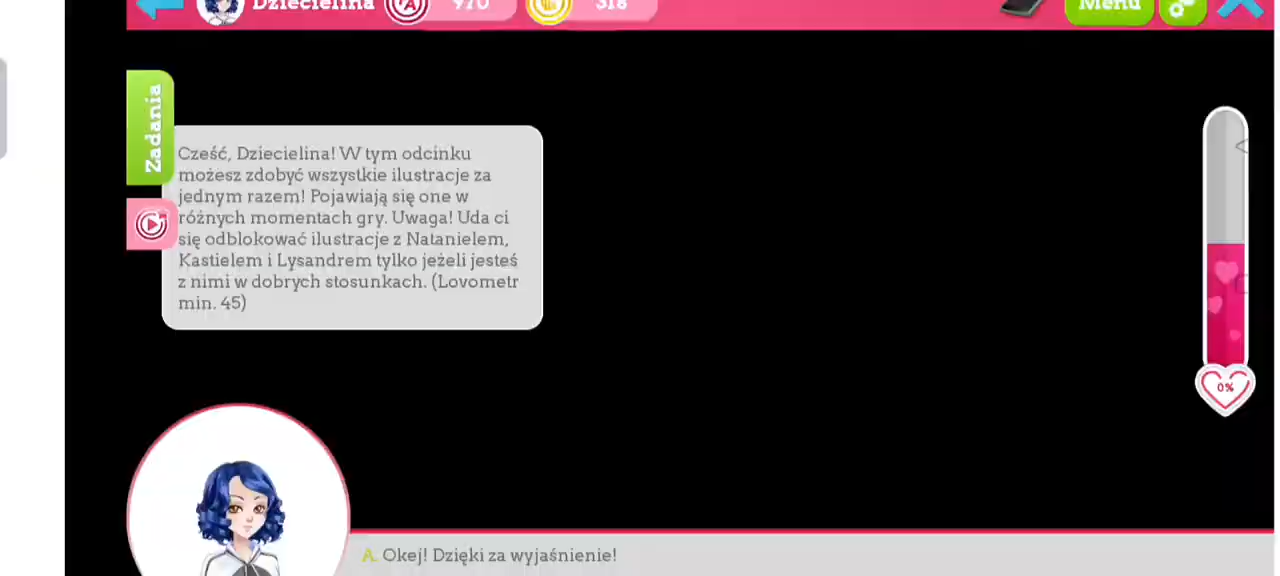 Dziecielina
970
318
Menu
Zadania
Cześć, Dziecielina! W tym odcinku
możesz zdobyć wszystkie ilustracje za
jednym razem! Pojawiają się one w
różnych momentach gry. Uwaga! Uda ci
się odblokować ilustracje z Natanielem,
Kastielem i Lysandrem tylko jeżeli jesteś
z nimi w dobrych stosunkach. (Lovometr
min. 45)
0%
A. Okej! Dzięki za wyjaśnienie!